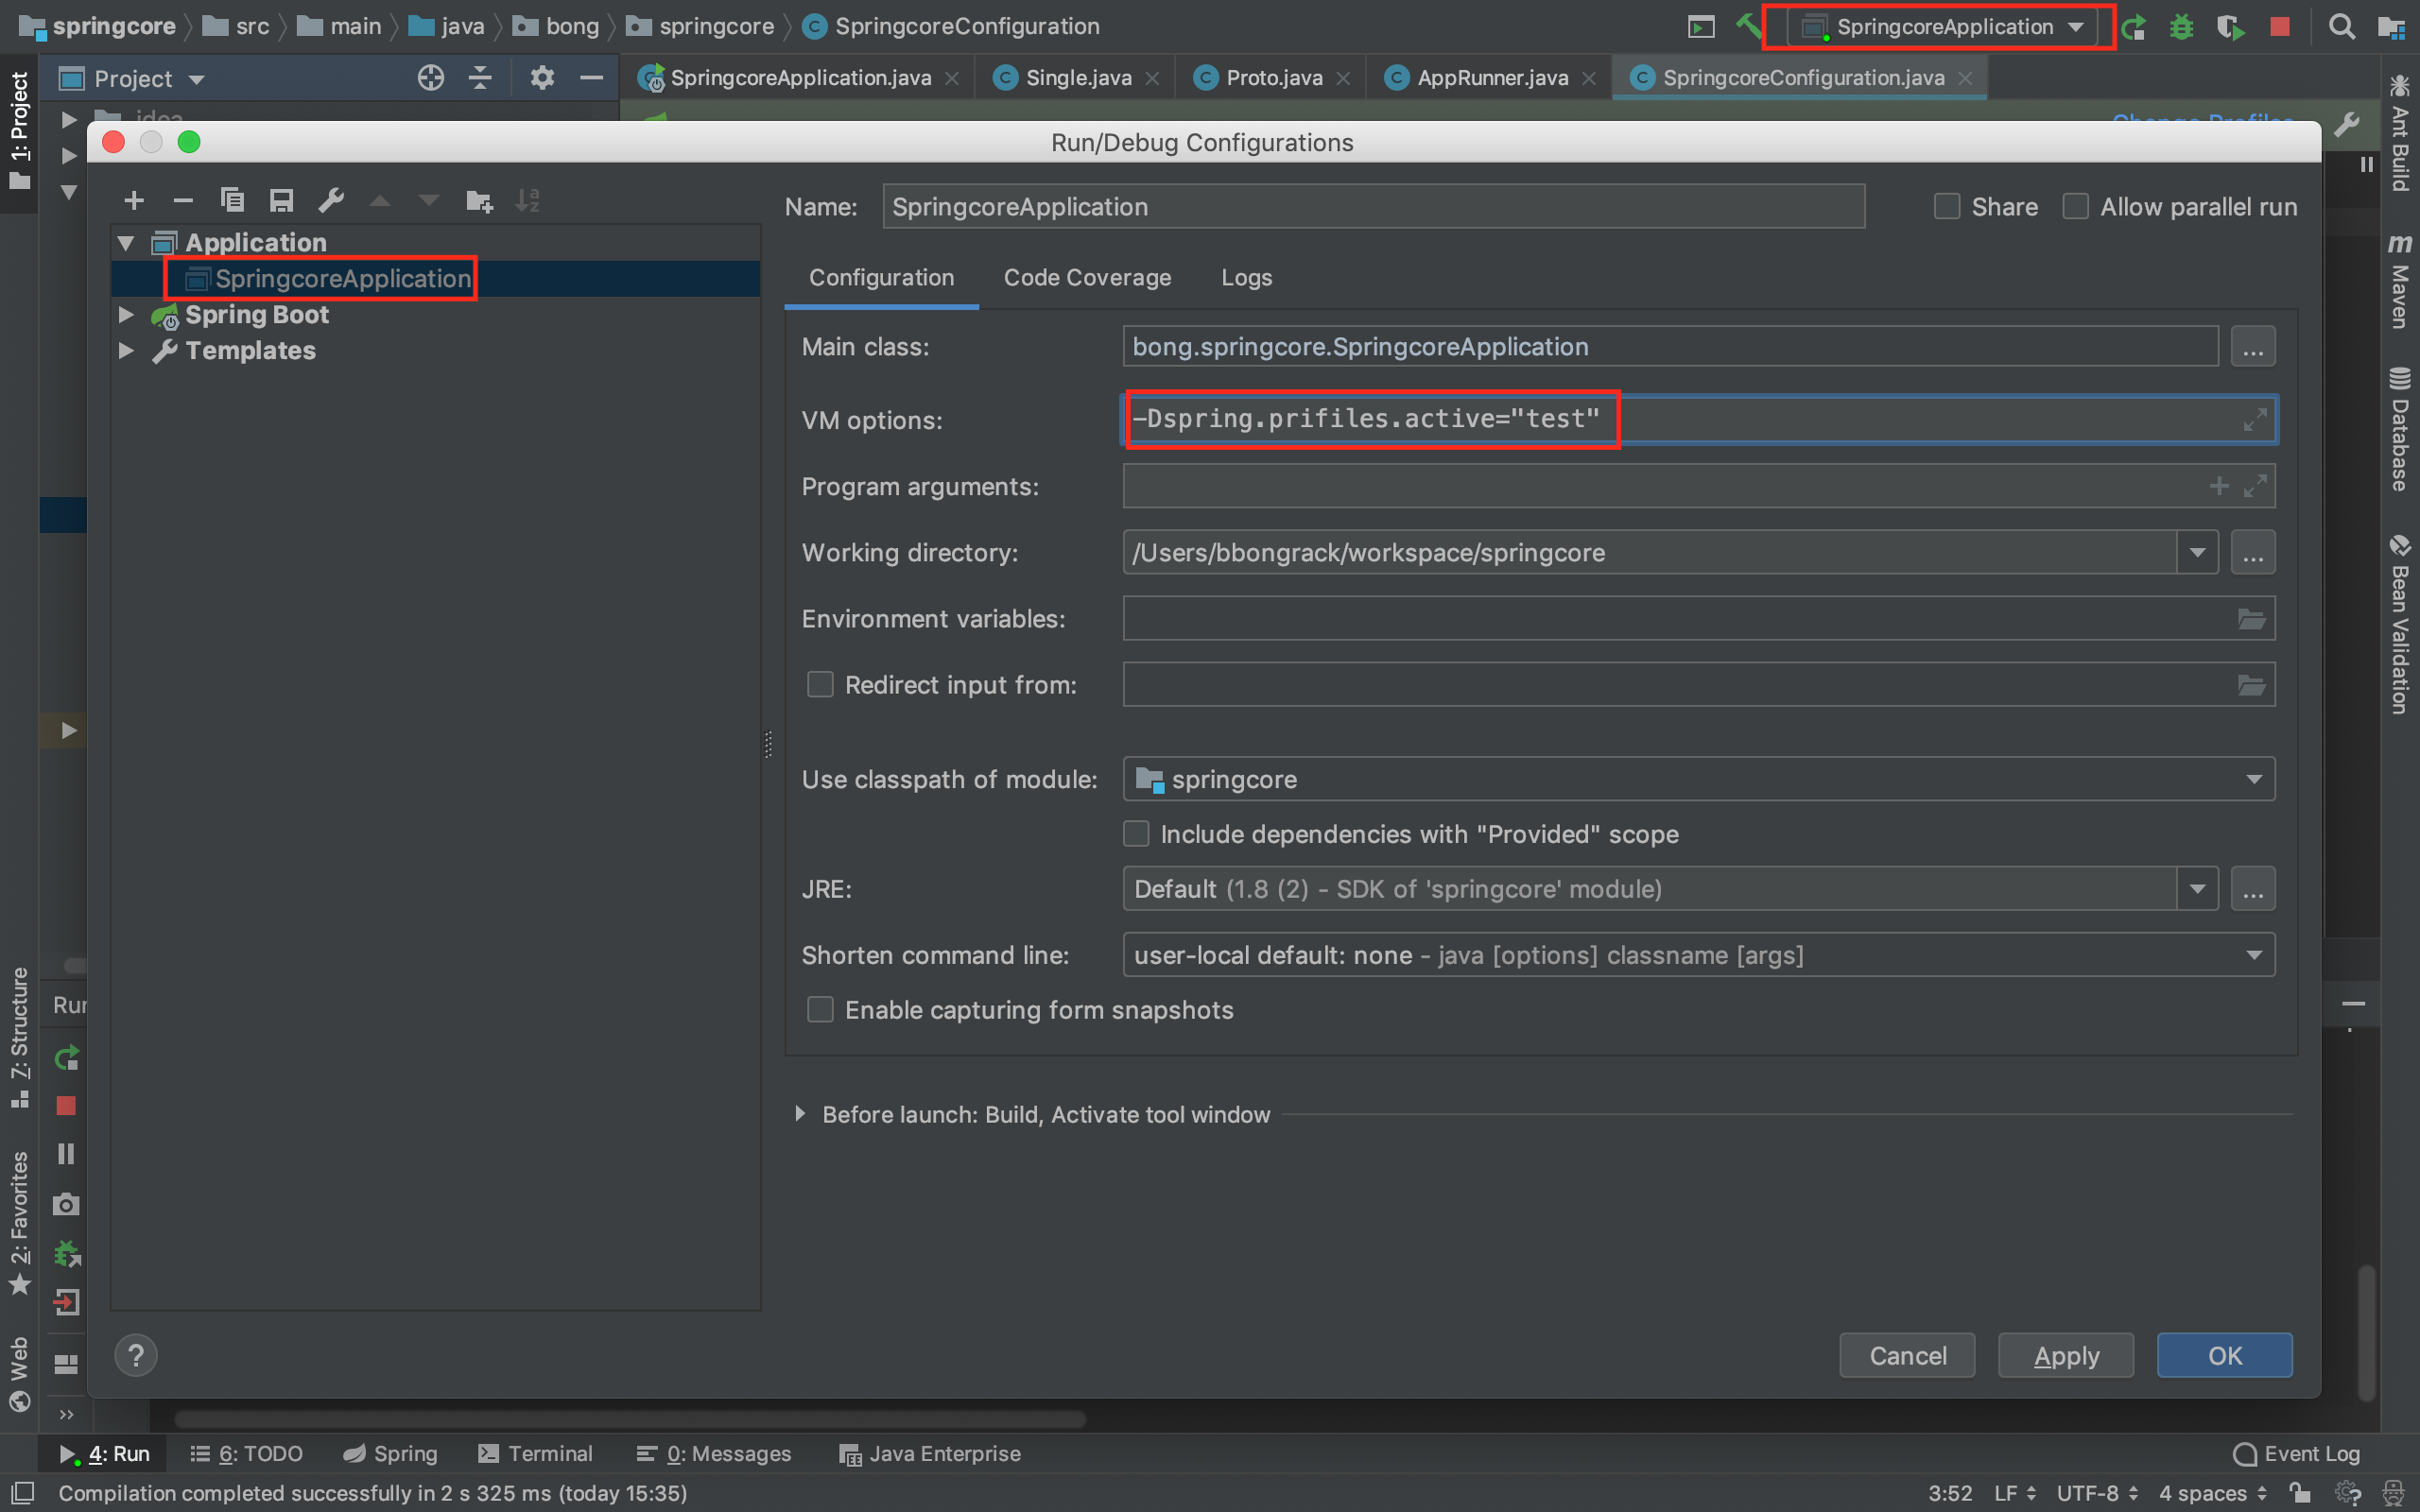 springcore src main java bong springcore SpringcoreConfiguration SpringcoreApplication
Project SpringcoreApplication.java Single.java Proto.java AppRunner.java SpringcoreConfiguration.java
Run/Debug Configurations
Name: SpringcoreApplication Share Allow parallel run
Application
SpringcoreApplication
Spring Boot
Templates
Configuration Code Coverage Logs
Main class: bong.springcore.SpringcoreApplication ...
VM options: -Dspring.prifiles.active="test"
Program arguments:
Working directory: /Users/bbongrack/workspace/springcore ...
Environment variables:
Redirect input from:
Use classpath of module: springcore
Include dependencies with "Provided" scope
JRE: Default (1.8 (2) - SDK of 'springcore' module) ...
Shorten command line: user-local default: none - java [options] classname [args]
Enable capturing form snapshots
Before launch: Build, Activate tool window
? Cancel Apply OK
1: Project
7: Structure
2: Favorites
Web
Ant Build
Maven
Database
Bean Validation
4: Run 6: TODO Spring Terminal 0: Messages Java Enterprise Event Log
Compilation completed successfully in 2 s 325 ms (today 15:35) 3:52 LF UTF-8 4 spaces